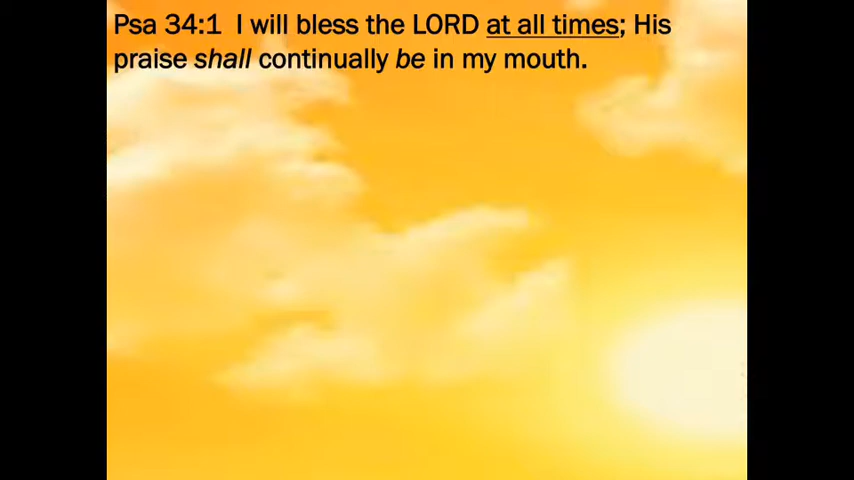 Psa 34:1 I will bless the LORD at all times; His
praise shall continually be in my mouth.